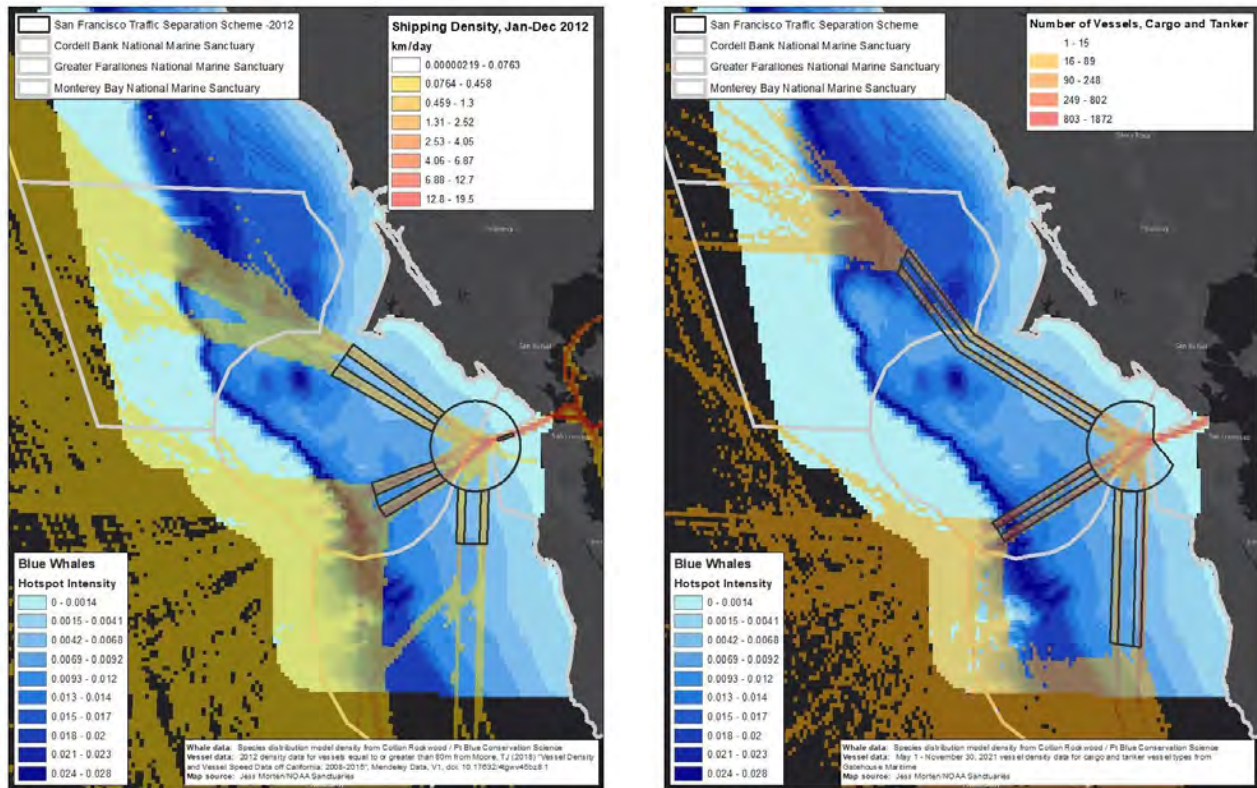 San Francisco Traffic Separation Scheme -2012
Cordell Bank National Marine Sanctuary
Greater Farallones National Marine Sanctuary
Monterey Bay National Marine Sanctuary
Shipping Density, Jan-Dec 2012
km/day
0.00000219 - 0.0763
0.0764 - 0.458
0.459 - 1.3
1.31 - 2.52
2.53 - 4.05
4.06 - 6.87
6.88 - 12.7
12.8 - 19.5
San Rafael
San Francisco
Blue Whales
Hotspot Intensity
0 - 0.0014
0.0015 - 0.0041
0.0042 - 0.0068
0.0069 - 0.0092
0.0093 - 0.012
0.013 - 0.014
0.015 - 0.017
0.018 - 0.02
0.021 - 0.023
0.024 - 0.028
Whale data: Species distribution model density from Cotton Rockwood / Pt Blue Conservation Science
Vessel data: 2012 density data for vessels equal to or greater than 80m from Moore, TJ (2018) "Vessel Density
and Vessel Speed Data off California: 2008-2015", Mendeley Data, V1, doi: 10.17632/
Map source: Jess Morten/NOAA Sanctuaries
San Francisco Traffic Separation Scheme
Cordell Bank National Marine Sanctuary
Greater Farallones National Marine Sanctuary
Monterey Bay National Marine Sanctuary
Number of Vessels, Cargo and Tanker
1 - 15
16 - 89
90 - 248
249 - 802
803 - 1872
San Rafael
San Francisco
Blue Whales
Hotspot Intensity
0 - 0.0014
0.0015 - 0.0041
0.0042 - 0.0068
0.0069 - 0.0092
0.0093 - 0.012
0.013 - 0.014
0.015 - 0.017
0.018 - 0.02
0.021 - 0.023
0.024 - 0.028
Whale data: Species distribution model density from Cotton Rockwood / Pt Blue Conservation Science
Vessel data: May 1 - November 30, 2021 vessel density data for cargo and tanker vessel types from
Gatehouse Maritime
Map source: Jess Morten/NOAA Sanctuaries